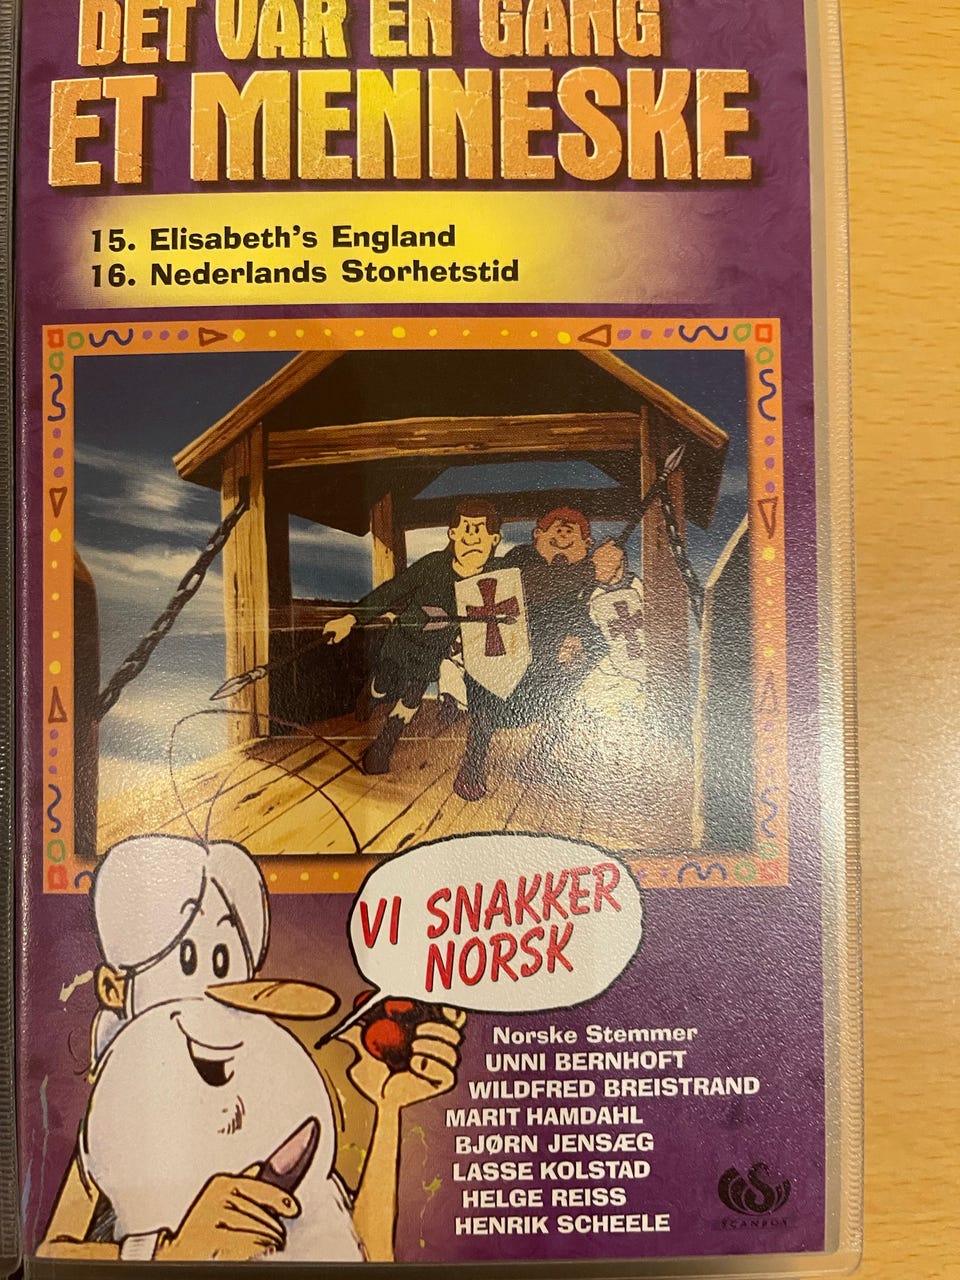 DET VAR EN GANG
ET MENNESKE
15. Elisabeth's England
16. Nederlands Storhetstid
VI SNAKKER
NORSK
Norske Stemmer
UNNI BERNHOFT
WILDFRED BREISTRAND
MARIT HAMDAHL
BJØRN JENSÆG
LASSE KOLSTAD
HELGE REISS
HENRIK SCHEELE
SCANBOX